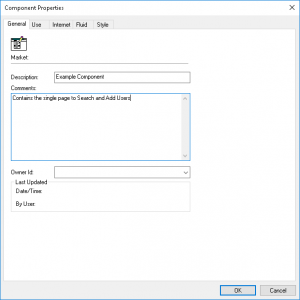 Component Properties
General Use Internet Fluid Style
Market:
Description: Example Component
Comments:
Contains the single page to Search and Add Users
Owner Id:
Last Updated
Date/Time:
By User:
OK Cancel